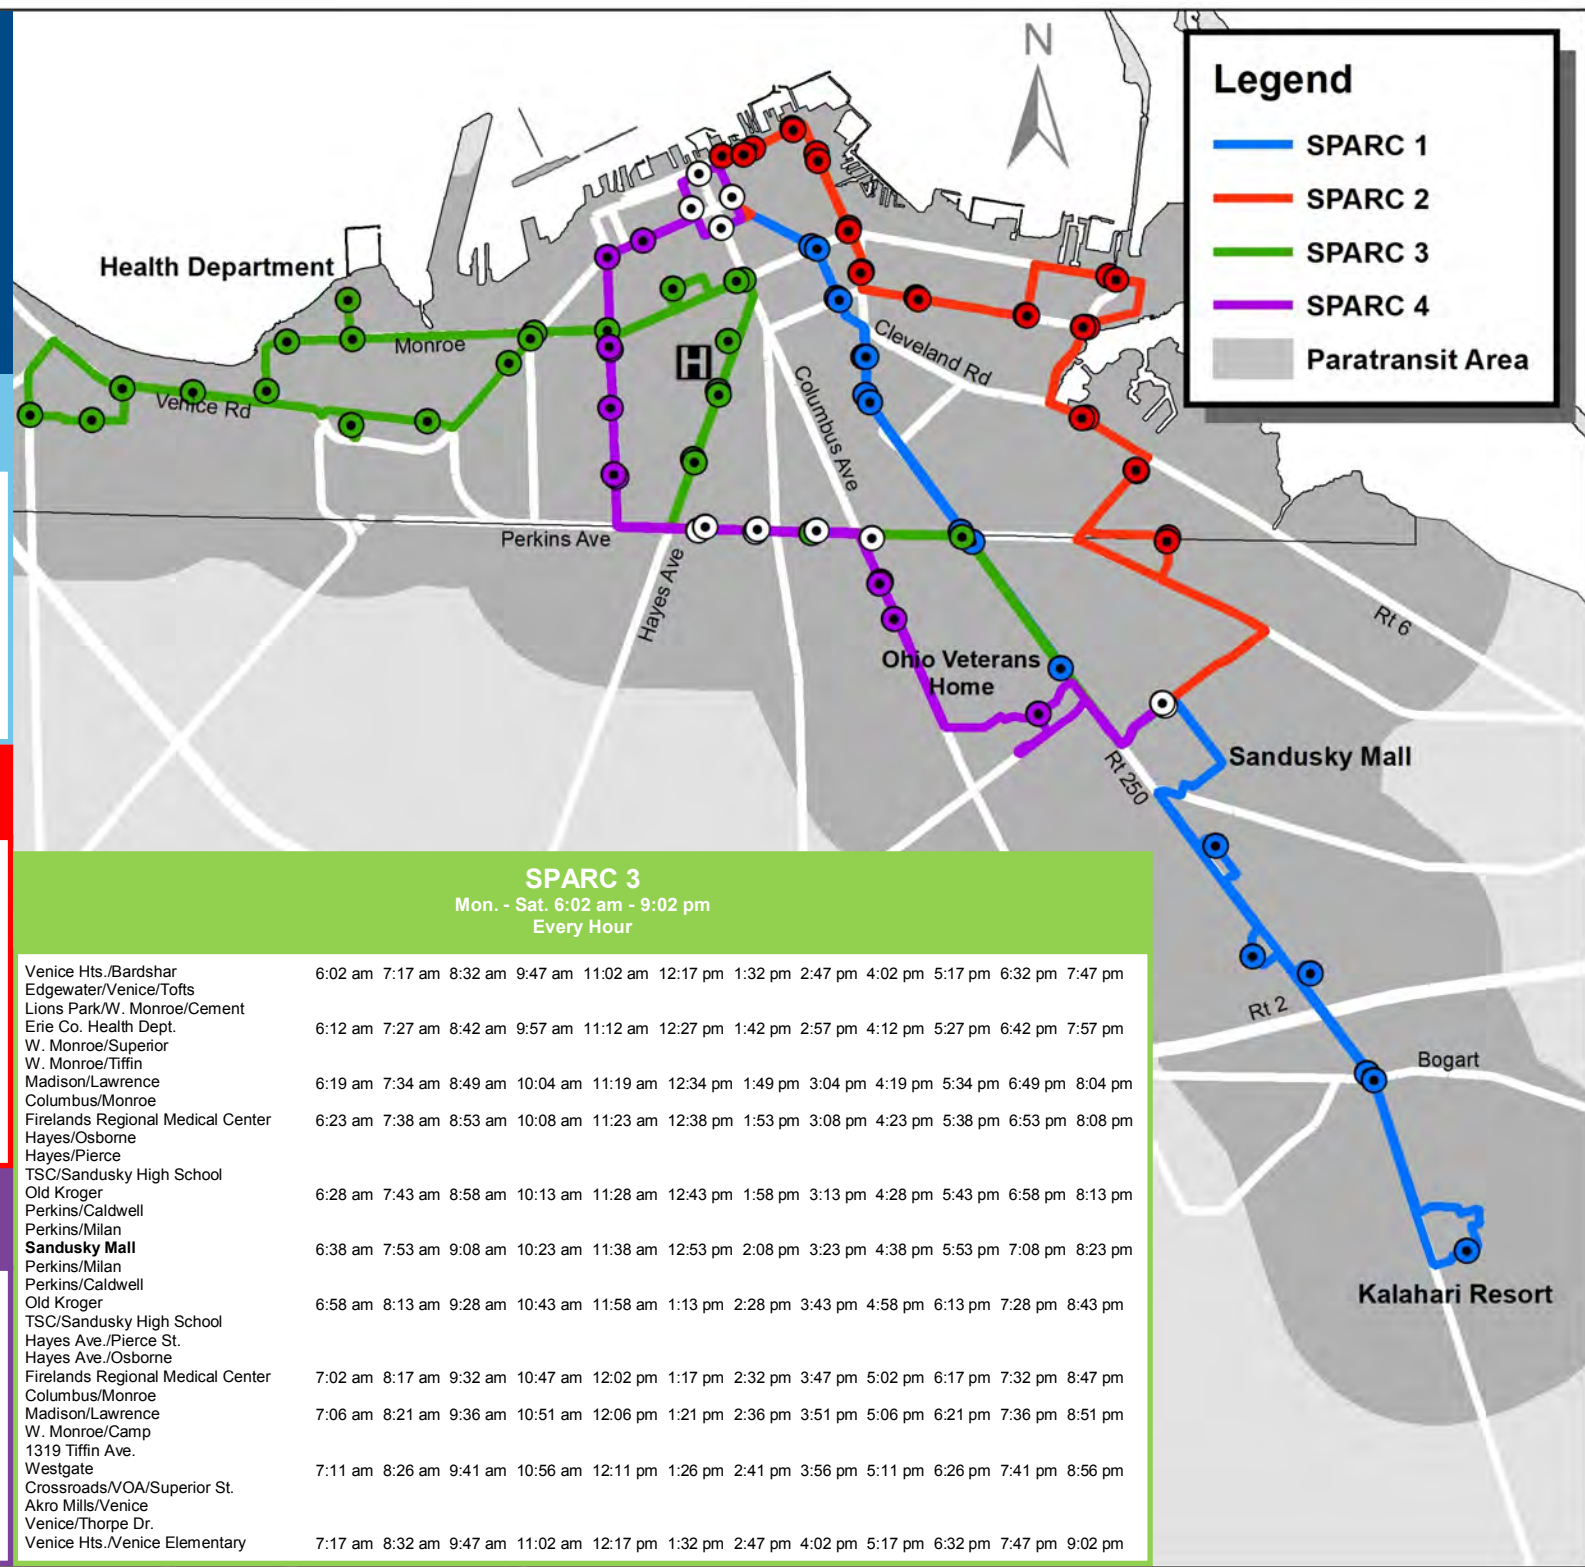 N
Legend
SPARC 1
SPARC 2
SPARC 3
SPARC 4
Paratransit Area
Health Department
Monroe
Venice Rd
H
Cleveland Rd
Columbus Ave
Perkins Ave
Hayes Ave
Rt 6
Ohio Veterans
Home
Sandusky Mall
Rt 250
Rt 2
Bogart
Kalahari Resort
SPARC 3
Mon. - Sat. 6:02 am - 9:02 pm
Every Hour
Venice Hts./Bardshar 6:02 am 7:17 am 8:32 am 9:47 am 11:02 am 12:17 pm 1:32 pm 2:47 pm 4:02 pm 5:17 pm 6:32 pm 7:47 pm
Edgewater/Venice/Tofts
Lions Park/W. Monroe/Cement
Erie Co. Health Dept. 6:12 am 7:27 am 8:42 am 9:57 am 11:12 am 12:27 pm 1:42 pm 2:57 pm 4:12 pm 5:27 pm 6:42 pm 7:57 pm
W. Monroe/Superior
W. Monroe/Tiffin
Madison/Lawrence 6:19 am 7:34 am 8:49 am 10:04 am 11:19 am 12:34 pm 1:49 pm 3:04 pm 4:19 pm 5:34 pm 6:49 pm 8:04 pm
Columbus/Monroe
Firelands Regional Medical Center 6:23 am 7:38 am 8:53 am 10:08 am 11:23 am 12:38 pm 1:53 pm 3:08 pm 4:23 pm 5:38 pm 6:53 pm 8:08 pm
Hayes/Osborne
Hayes/Pierce
TSC/Sandusky High School
Old Kroger 6:28 am 7:43 am 8:58 am 10:13 am 11:28 am 12:43 pm 1:58 pm 3:13 pm 4:28 pm 5:43 pm 6:58 pm 8:13 pm
Perkins/Caldwell
Perkins/Milan
Sandusky Mall 6:38 am 7:53 am 9:08 am 10:23 am 11:38 am 12:53 pm 2:08 pm 3:23 pm 4:38 pm 5:53 pm 7:08 pm 8:23 pm
Perkins/Milan
Perkins/Caldwell
Old Kroger 6:58 am 8:13 am 9:28 am 10:43 am 11:58 am 1:13 pm 2:28 pm 3:43 pm 4:58 pm 6:13 pm 7:28 pm 8:43 pm
TSC/Sandusky High School
Hayes Ave./Pierce St.
Hayes Ave./Osborne
Firelands Regional Medical Center 7:02 am 8:17 am 9:32 am 10:47 am 12:02 pm 1:17 pm 2:32 pm 3:47 pm 5:02 pm 6:17 pm 7:32 pm 8:47 pm
Columbus/Monroe
Madison/Lawrence 7:06 am 8:21 am 9:36 am 10:51 am 12:06 pm 1:21 pm 2:36 pm 3:51 pm 5:06 pm 6:21 pm 7:36 pm 8:51 pm
W. Monroe/Camp
1319 Tiffin Ave.
Westgate 7:11 am 8:26 am 9:41 am 10:56 am 12:11 pm 1:26 pm 2:41 pm 3:56 pm 5:11 pm 6:26 pm 7:41 pm 8:56 pm
Crossroads/VOA/Superior St.
Akro Mills/Venice
Venice/Thorpe Dr.
Venice Hts./Venice Elementary 7:17 am 8:32 am 9:47 am 11:02 am 12:17 pm 1:32 pm 2:47 pm 4:02 pm 5:17 pm 6:32 pm 7:47 pm 9:02 pm